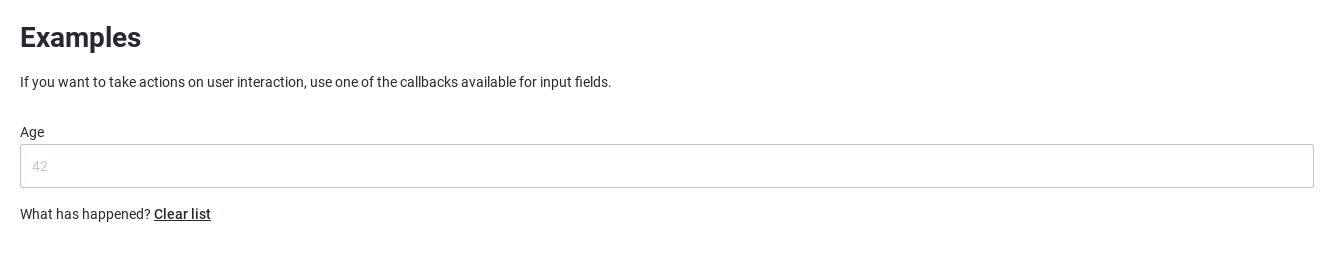 Examples
If you want to take actions on user interaction, use one of the callbacks available for input fields.
Age
42
What has happened? Clear list